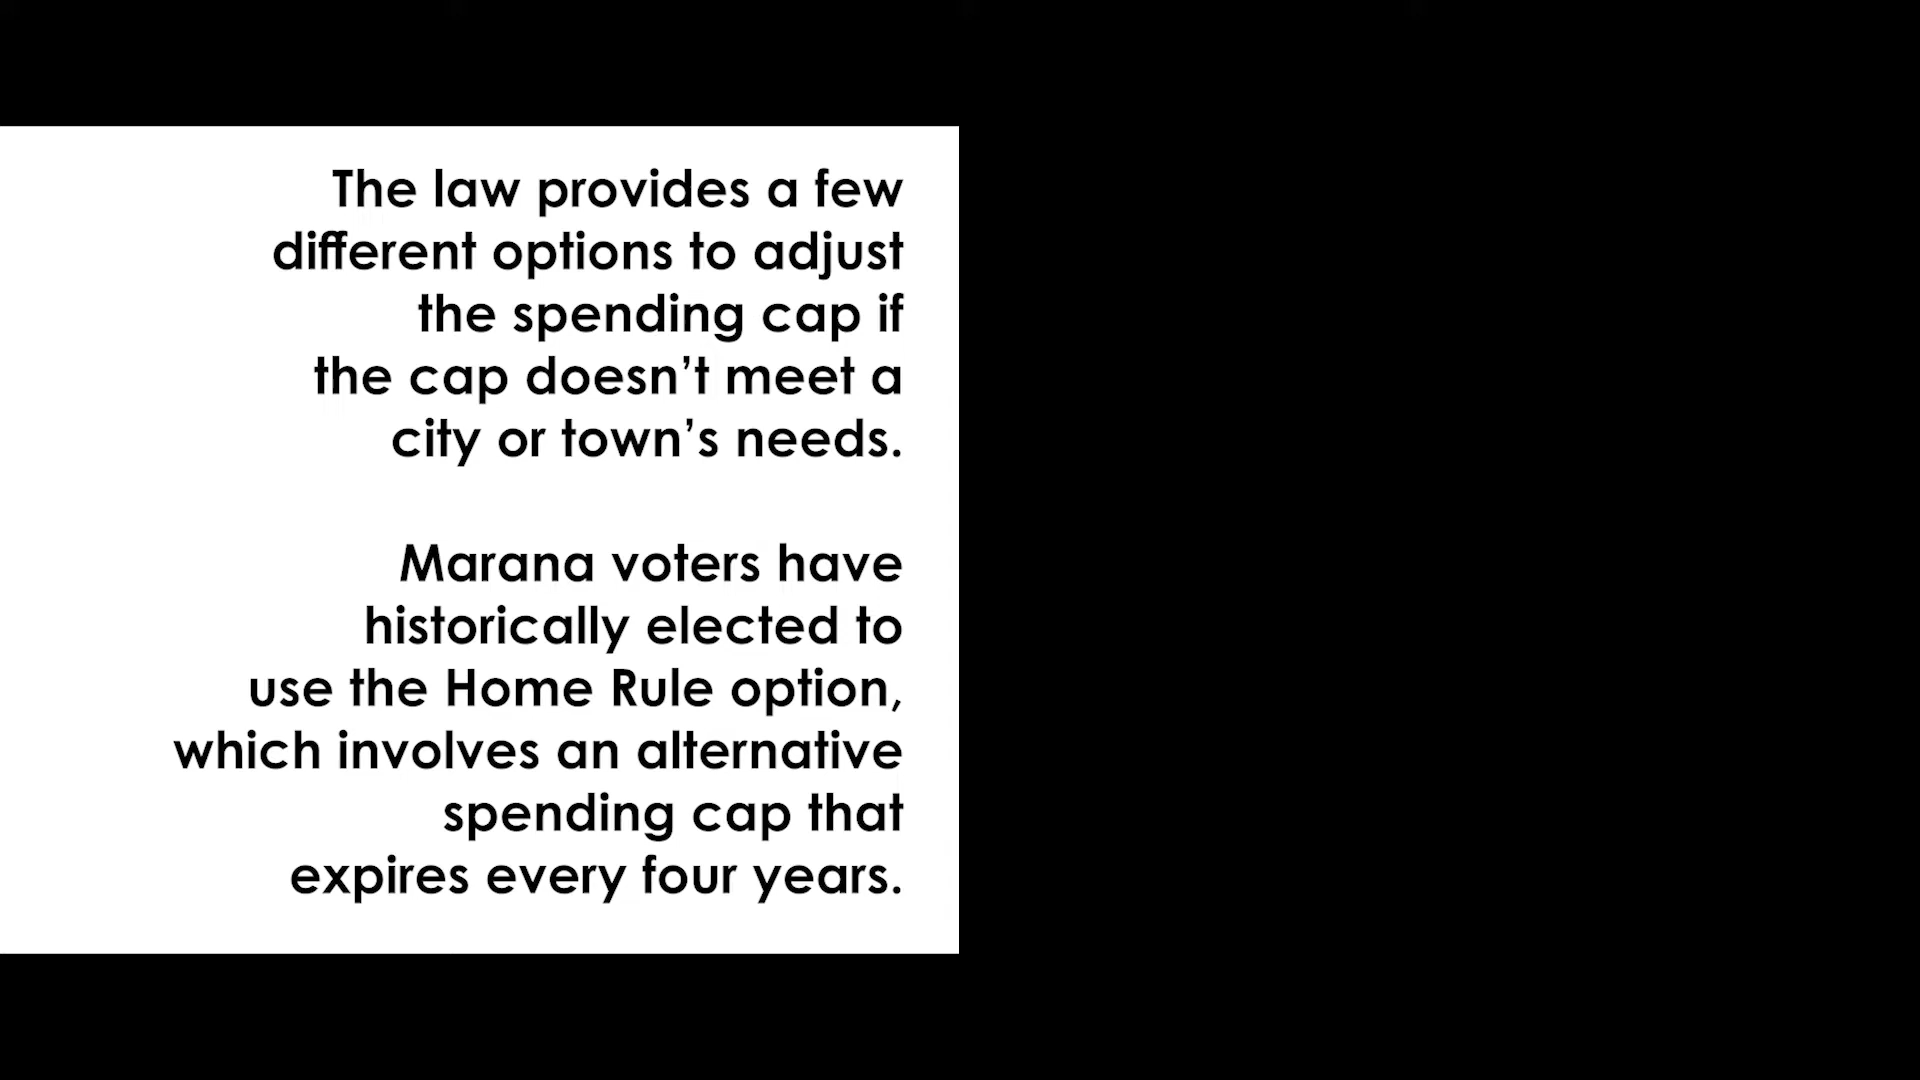 The law provides a few
different options to adjust
the spending cap if
the cap doesn’t meet a
city or town’s needs.
Marana voters have
historically elected to
use the Home Rule option,
which involves an alternative
spending cap that
expires every four years.